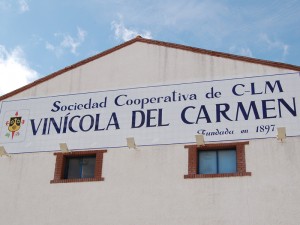 Sociedad Cooperativa de C-LM
VINÍCOLA DEL CARMEN
Fundada en 1897